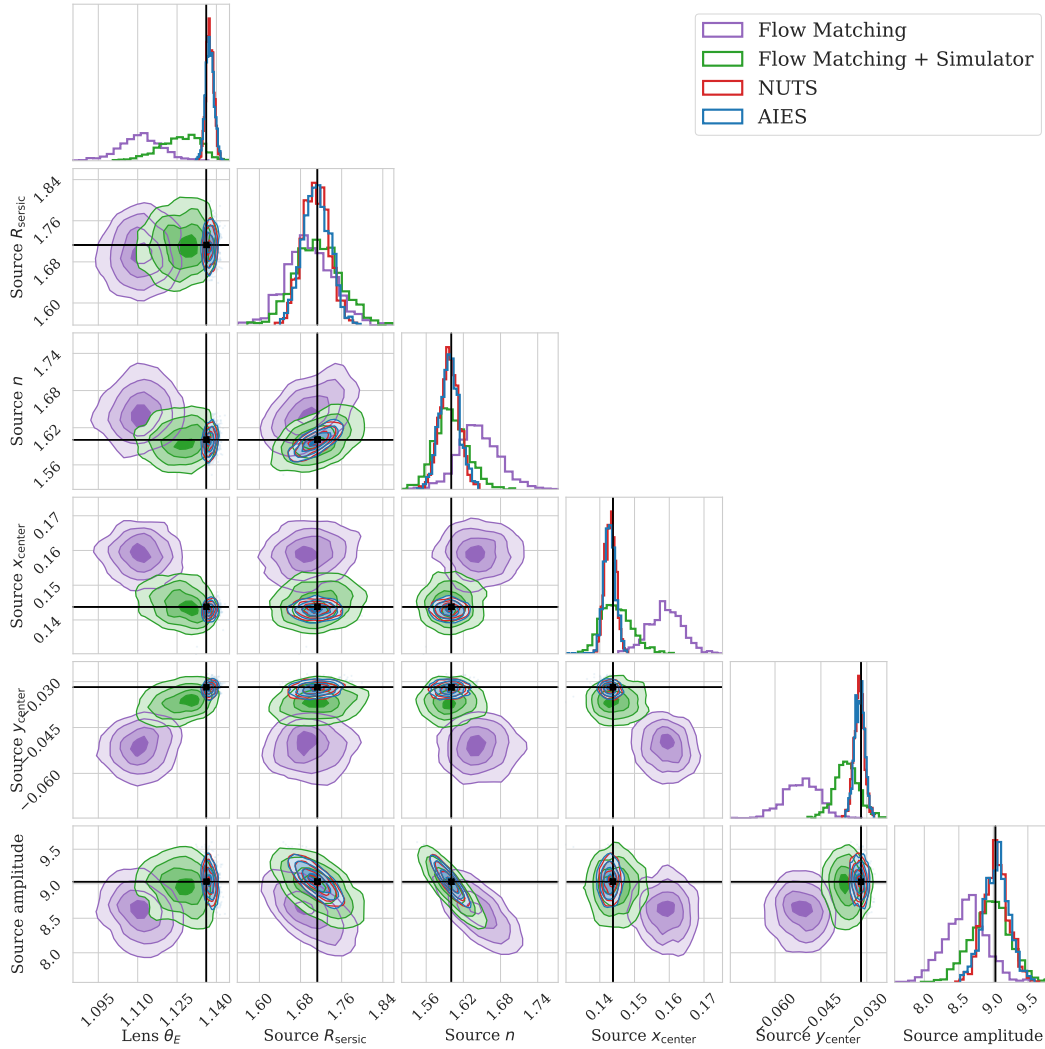 Flow Matching
Flow Matching + Simulator
NUTS
AIES
Source R_sersic
1.84
1.76
1.68
1.60
Source n
1.74
1.68
1.62
1.56
Source x_center
0.17
0.16
0.15
0.14
Source y_center
−0.030
−0.045
−0.060
Source amplitude
9.5
9.0
8.5
8.0
1.095 1.110 1.125 1.140
1.60 1.68 1.76 1.84
1.56 1.62 1.68 1.74
0.14 0.15 0.16 0.17
−0.060 −0.045 −0.030
8.0 8.5 9.0 9.5
Lens θ_E
Source R_sersic
Source n
Source x_center
Source y_center
Source amplitude